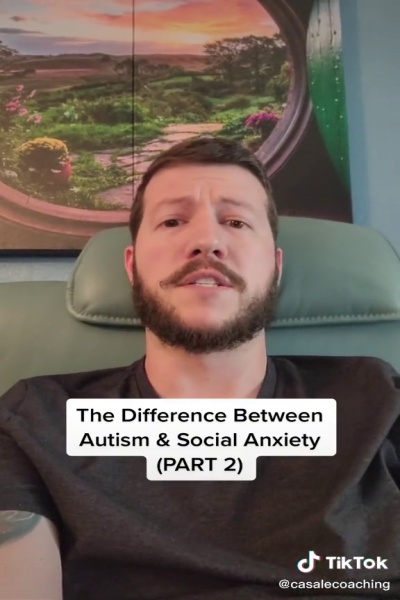 The Difference Between
Autism & Social Anxiety
(PART 2)
TikTok
@casalecoaching